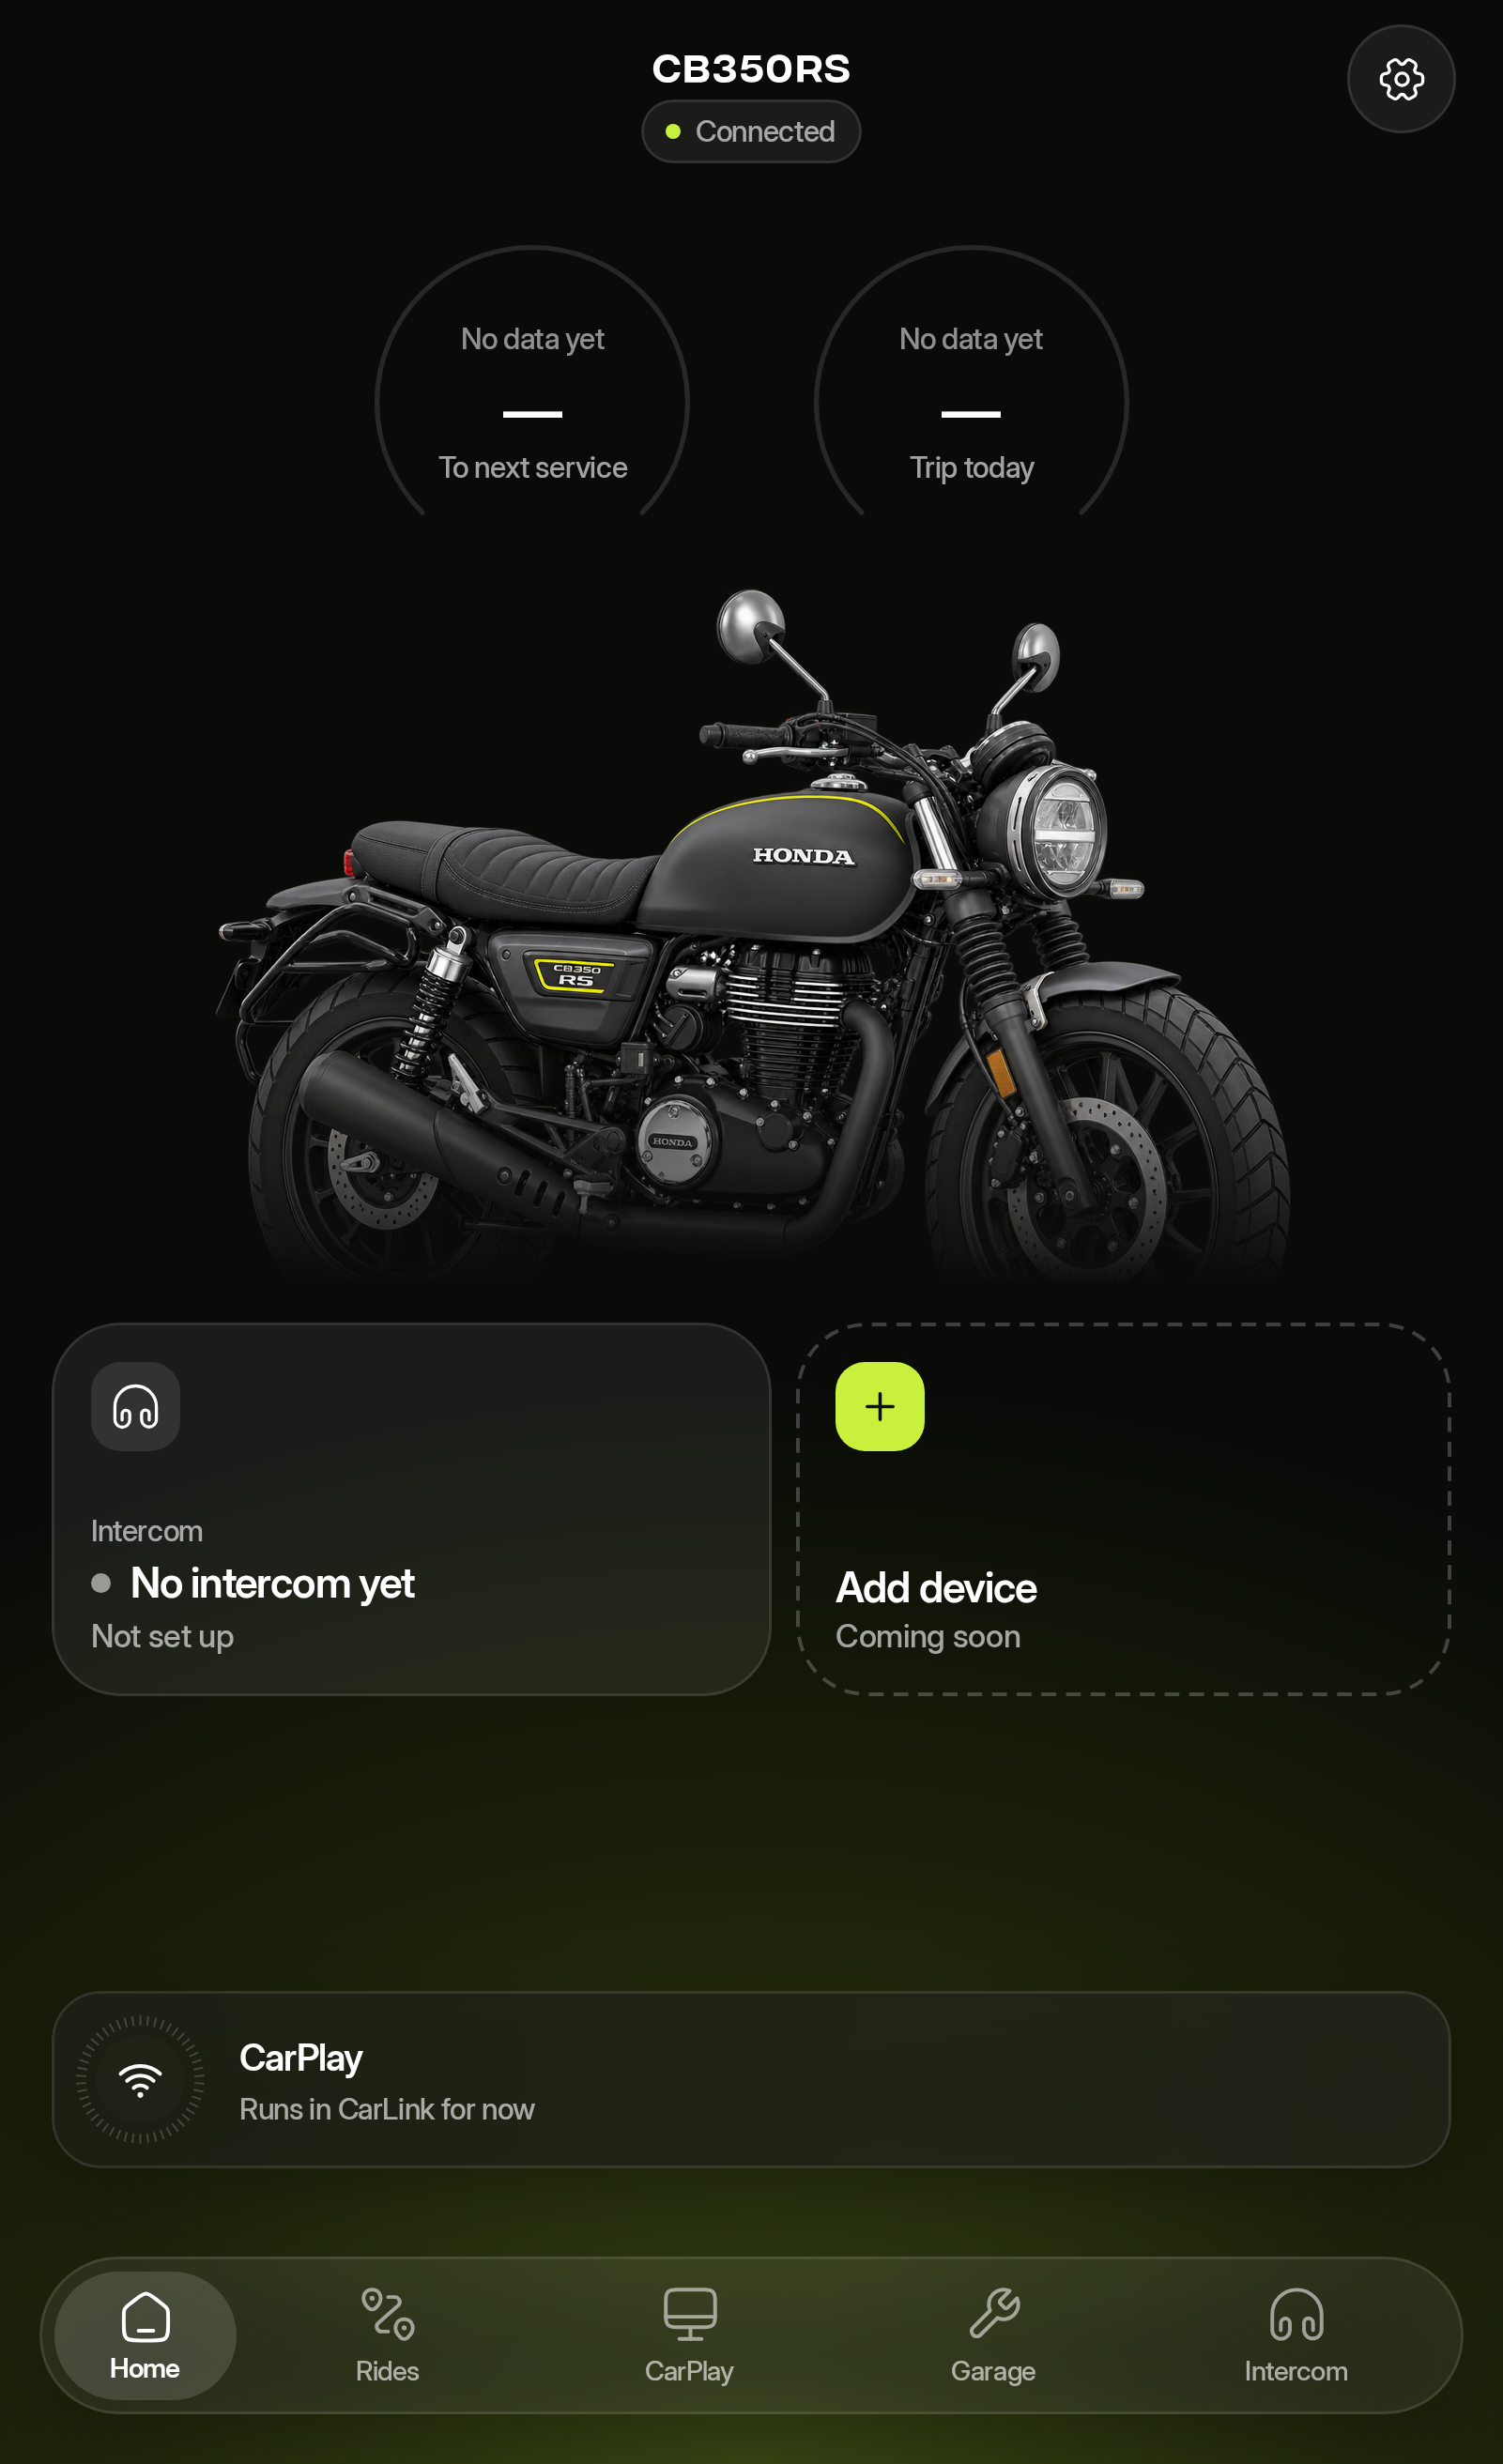 CB350RS
Connected
No data yet
No data yet
—
—
To next service
Trip today
HONDA
CB350
RS
HONDA
Intercom
No intercom yet
Not set up
Add device
Coming soon
CarPlay
Runs in CarLink for now
Home
Rides
CarPlay
Garage
Intercom